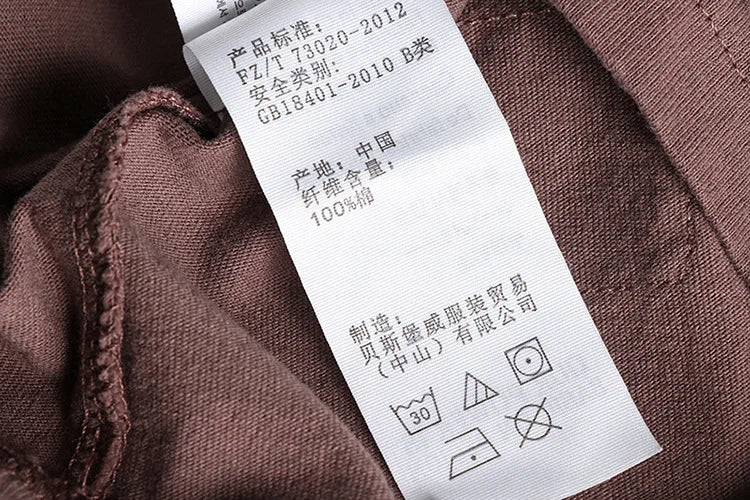 产品标准：
FZ/T 73020-2012
安全类别：
GB18401-2010 B类
产地：中国
纤维含量：
100%棉
制造：
贝斯堡威服装贸易
（中山）有限公司
30